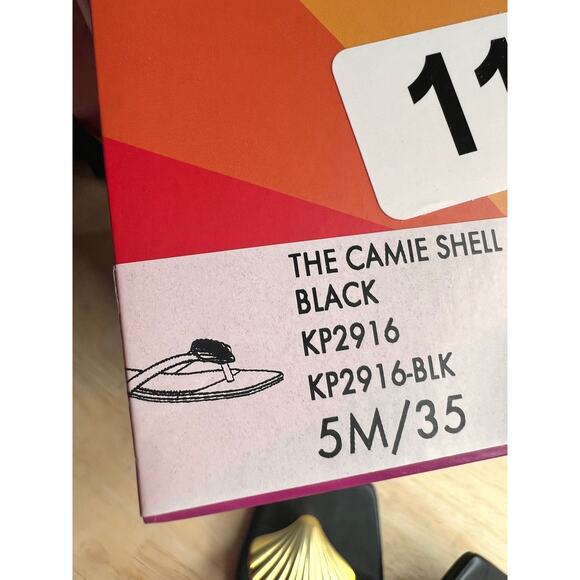 11
THE CAMIE SHELL
BLACK
KP2916
KP2916-BLK
5M/35